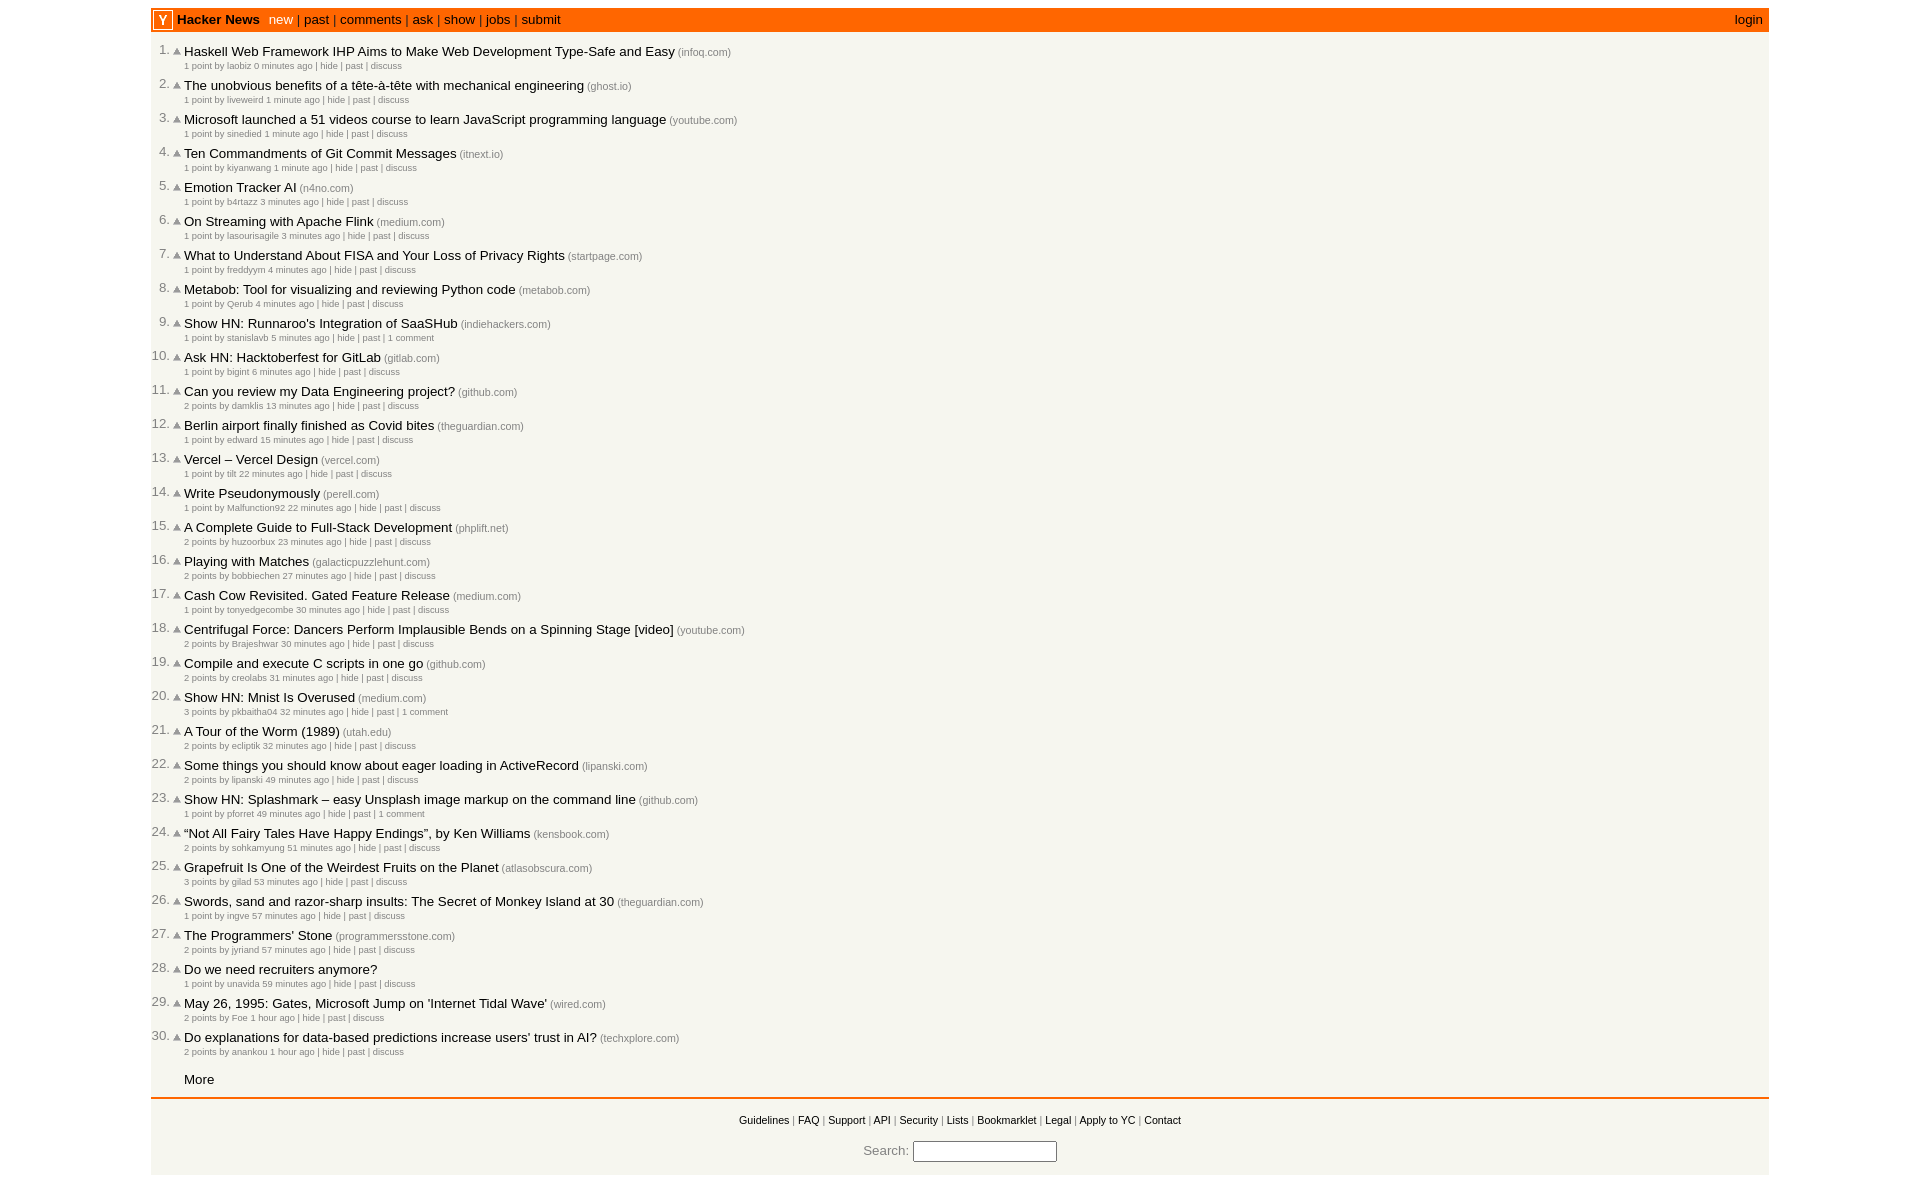 Y Hacker News new | past | comments | ask | show | jobs | submit login
1. Haskell Web Framework IHP Aims to Make Web Development Type-Safe and Easy (infoq.com)
1 point by laobiz 0 minutes ago | hide | past | discuss
2. The unobvious benefits of a tête-à-tête with mechanical engineering (ghost.io)
1 point by liveweird 1 minute ago | hide | past | discuss
3. Microsoft launched a 51 videos course to learn JavaScript programming language (youtube.com)
1 point by sinedied 1 minute ago | hide | past | discuss
4. Ten Commandments of Git Commit Messages (itnext.io)
1 point by kiyanwang 1 minute ago | hide | past | discuss
5. Emotion Tracker AI (n4no.com)
1 point by b4rtazz 3 minutes ago | hide | past | discuss
6. On Streaming with Apache Flink (medium.com)
1 point by lasourisagile 3 minutes ago | hide | past | discuss
7. What to Understand About FISA and Your Loss of Privacy Rights (startpage.com)
1 point by freddyym 4 minutes ago | hide | past | discuss
8. Metabob: Tool for visualizing and reviewing Python code (metabob.com)
1 point by Qerub 4 minutes ago | hide | past | discuss
9. Show HN: Runnaroo's Integration of SaaSHub (indiehackers.com)
1 point by stanislavb 5 minutes ago | hide | past | 1 comment
10. Ask HN: Hacktoberfest for GitLab (gitlab.com)
1 point by bigint 6 minutes ago | hide | past | discuss
11. Can you review my Data Engineering project? (github.com)
2 points by damklis 13 minutes ago | hide | past | discuss
12. Berlin airport finally finished as Covid bites (theguardian.com)
1 point by edward 15 minutes ago | hide | past | discuss
13. Vercel – Vercel Design (vercel.com)
1 point by tilt 22 minutes ago | hide | past | discuss
14. Write Pseudonymously (perell.com)
1 point by Malfunction92 22 minutes ago | hide | past | discuss
15. A Complete Guide to Full-Stack Development (phplift.net)
2 points by huzoorbux 23 minutes ago | hide | past | discuss
16. Playing with Matches (galacticpuzzlehunt.com)
2 points by bobbiechen 27 minutes ago | hide | past | discuss
17. Cash Cow Revisited. Gated Feature Release (medium.com)
1 point by tonyedgecombe 30 minutes ago | hide | past | discuss
18. Centrifugal Force: Dancers Perform Implausible Bends on a Spinning Stage [video] (youtube.com)
2 points by Brajeshwar 30 minutes ago | hide | past | discuss
19. Compile and execute C scripts in one go (github.com)
2 points by creolabs 31 minutes ago | hide | past | discuss
20. Show HN: Mnist Is Overused (medium.com)
3 points by pkbaitha04 32 minutes ago | hide | past | 1 comment
21. A Tour of the Worm (1989) (utah.edu)
2 points by ecliptik 32 minutes ago | hide | past | discuss
22. Some things you should know about eager loading in ActiveRecord (lipanski.com)
2 points by lipanski 49 minutes ago | hide | past | discuss
23. Show HN: Splashmark – easy Unsplash image markup on the command line (github.com)
1 point by pforret 49 minutes ago | hide | past | 1 comment
24. “Not All Fairy Tales Have Happy Endings”, by Ken Williams (kensbook.com)
2 points by sohkamyung 51 minutes ago | hide | past | discuss
25. Grapefruit Is One of the Weirdest Fruits on the Planet (atlasobscura.com)
3 points by gilad 53 minutes ago | hide | past | discuss
26. Swords, sand and razor-sharp insults: The Secret of Monkey Island at 30 (theguardian.com)
1 point by ingve 57 minutes ago | hide | past | discuss
27. The Programmers' Stone (programmersstone.com)
2 points by jyriand 57 minutes ago | hide | past | discuss
28. Do we need recruiters anymore?
1 point by unavida 59 minutes ago | hide | past | discuss
29. May 26, 1995: Gates, Microsoft Jump on 'Internet Tidal Wave' (wired.com)
2 points by Foe 1 hour ago | hide | past | discuss
30. Do explanations for data-based predictions increase users' trust in AI? (techxplore.com)
2 points by anankou 1 hour ago | hide | past | discuss
More
Guidelines | FAQ | Support | API | Security | Lists | Bookmarklet | Legal | Apply to YC | Contact
Search: